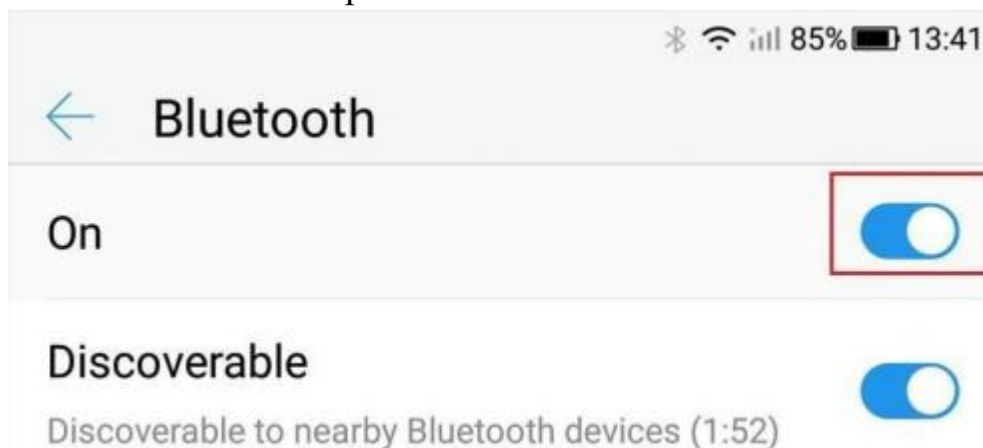 85% 13:41
Bluetooth
On
Discoverable
Discoverable to nearby Bluetooth devices (1:52)